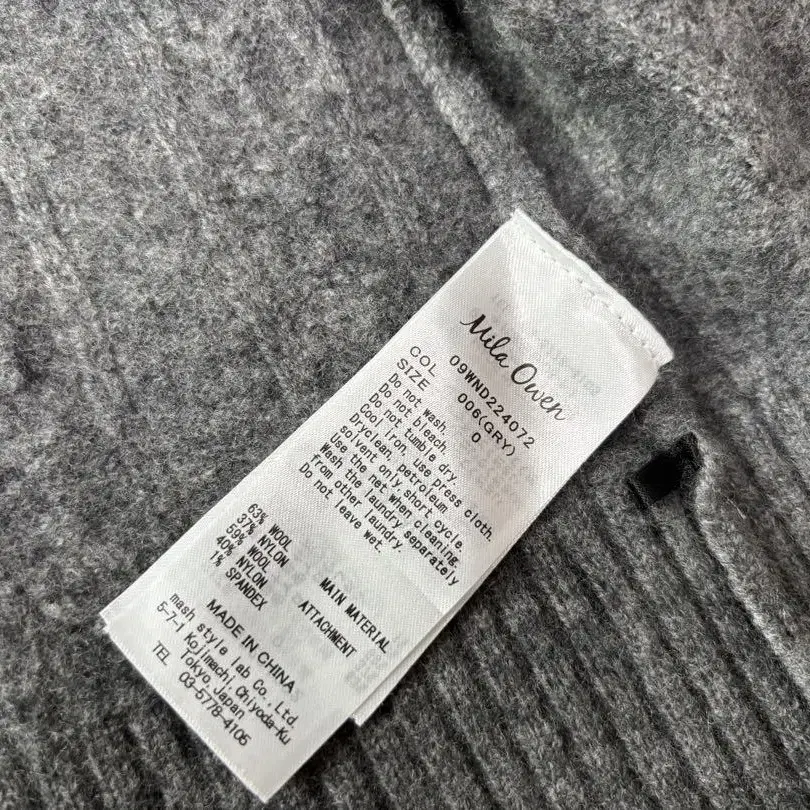 Mila Owen
09WND224072
COL 006(GRY)
SIZE 0
Do not wash.
Do not bleach.
Do not tumble dry.
Cool iron, use press cloth.
Dryclean, petroleum
solvent only short cycle.
Use the net when cleaning.
Wash the laundry separately
from other laundry.
Do not leave wet.
63% WOOL MAIN MATERIAL
37% NYLON
59% WOOL ATTACHMENT
40% NYLON
1% SPANDEX
MADE IN CHINA
mash style lab Co., Ltd.
5-7-1 Kojimachi, Chiyoda-Ku
Tokyo, Japan
TEL 03-5778-4106